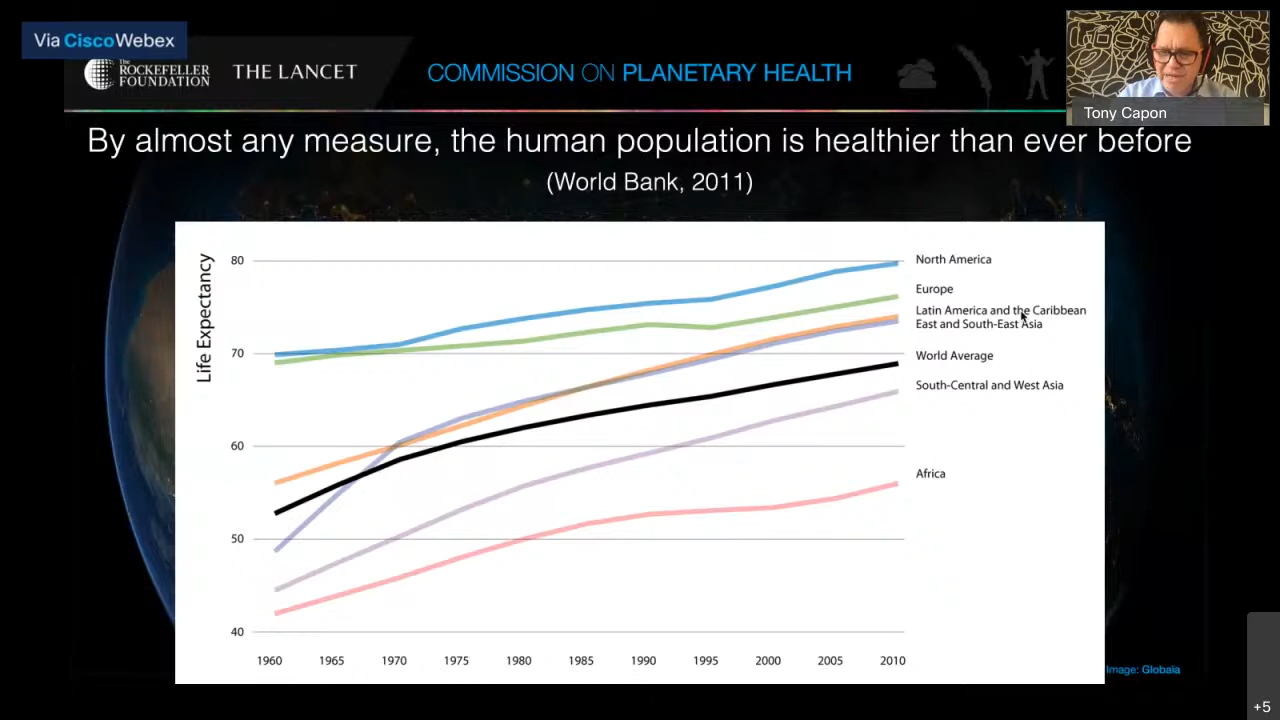 Via CiscoWebex
The
ROCKEFELLER
FOUNDATION
THE LANCET
COMMISSION ON PLANETARY HEALTH
Tony Capon
By almost any measure, the human population is healthier than ever before
(World Bank, 2011)
Life Expectancy
80
70
60
50
40
North America
Europe
Latin America and the Caribbean
East and South-East Asia
World Average
South-Central and West Asia
Africa
1960 1965 1970 1975 1980 1985 1990 1995 2000 2005 2010
Image: Globaïa
+5